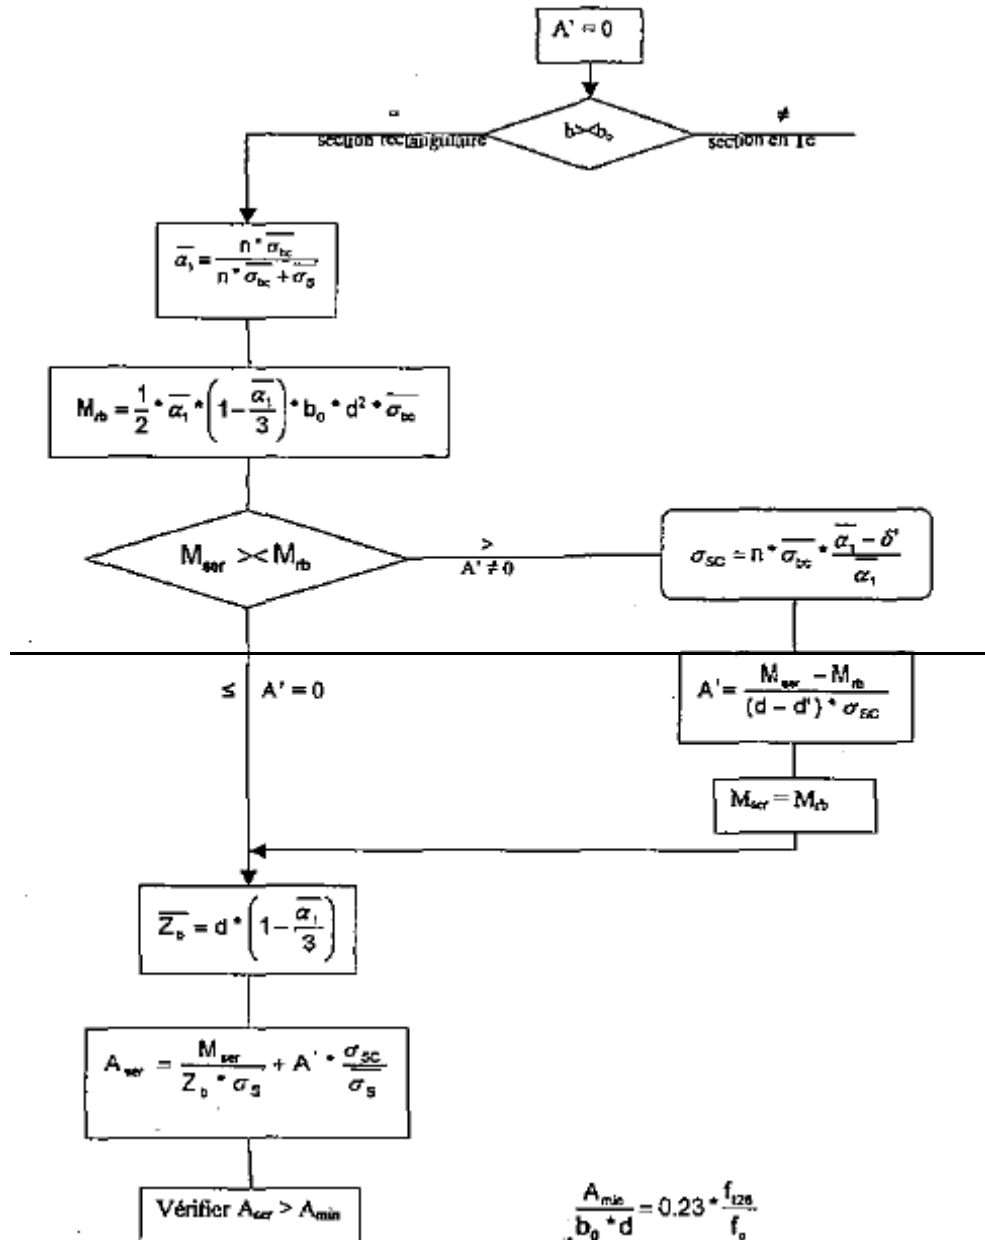 A' = 0
=
≠
b><b₀
section rectangulaire
section en Té
ᾱ₁ = (n * σ̅bc) / (n * σ̅bc + σ̅s)
Mrb = 1/2 * ᾱ₁ * (1 - ᾱ₁/3) * b₀ * d² * σ̅bc
Mser >< Mrb
>
A' ≠ 0
σSC = n * σ̅bc * (ᾱ₁ - δ') / ᾱ₁
≤ A' = 0
A' = (Mser - Mrb) / ((d - d') * σSC)
Mser = Mrb
Z̅b = d * (1 - ᾱ₁/3)
Aser = Mser / (Z̅b * σ̅s) + A' * σSC / σ̅s
Vérifier Aser > Amin
Amin / (b₀ * d) = 0.23 * ft28 / fe